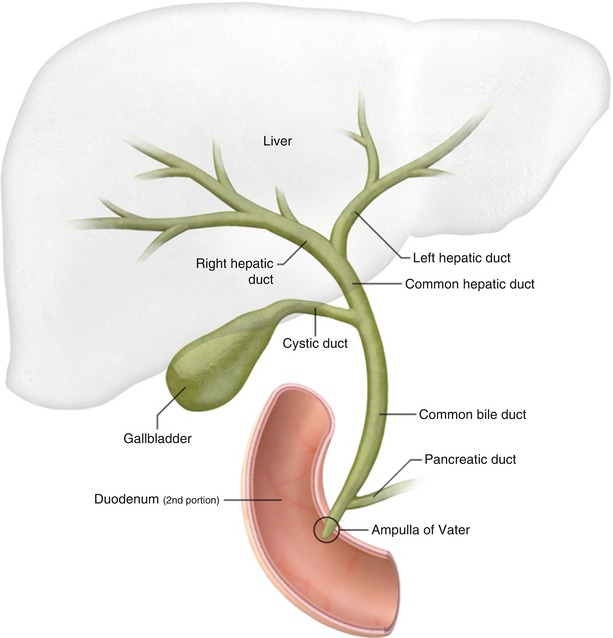 Liver
Right hepatic
duct
Left hepatic duct
Common hepatic duct
Cystic duct
Gallbladder
Common bile duct
Pancreatic duct
Duodenum (2nd portion)
Ampulla of Vater